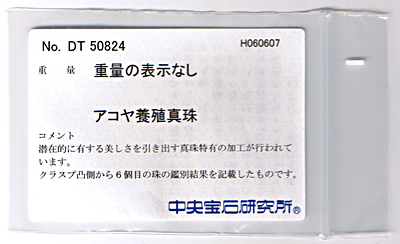 No. DT 50824 H060607
重量 重量の表示なし
アコヤ養殖真珠
コメント
潜在的に有する美しさを引き出す真珠特有の加工が行われて
います。
クラスプ凸側から６個目の珠の鑑別結果を記載したものです。
中央宝石研究所®